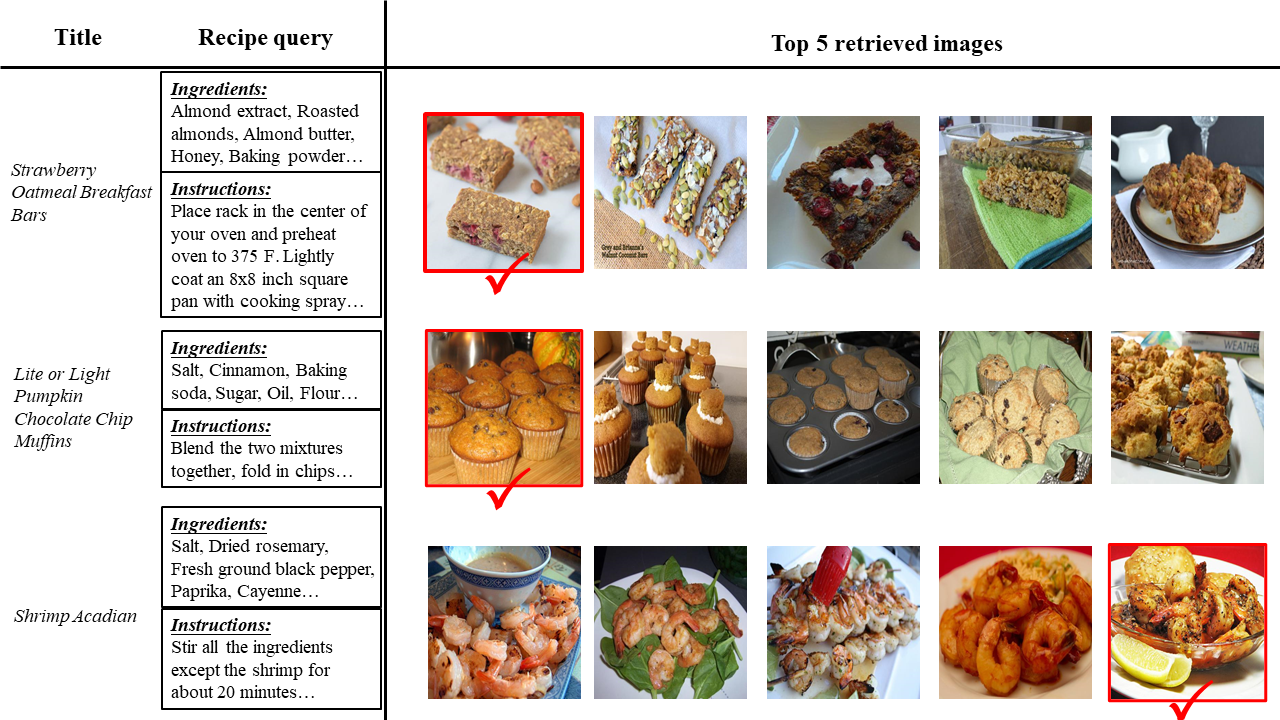 Title
Recipe query
Top 5 retrieved images
Strawberry
Oatmeal Breakfast
Bars
Ingredients:
Almond extract, Roasted
almonds, Almond butter,
Honey, Baking powder…
Instructions:
Place rack in the center of
your oven and preheat
oven to 375 F. Lightly
coat an 8x8 inch square
pan with cooking spray…
Grey and Brianna's
Walnut Coconut Bars
Lite or Light
Pumpkin
Chocolate Chip
Muffins
Ingredients:
Salt, Cinnamon, Baking
soda, Sugar, Oil, Flour…
Instructions:
Blend the two mixtures
together, fold in chips…
WEATHE
Shrimp Acadian
Ingredients:
Salt, Dried rosemary,
Fresh ground black pepper,
Paprika, Cayenne…
Instructions:
Stir all the ingredients
except the shrimp for
about 20 minutes…